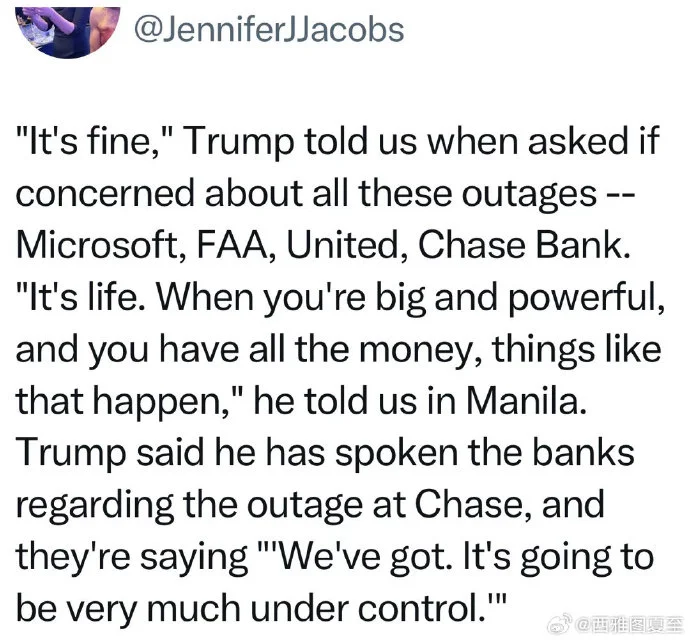 @JenniferJJacobs
"It's fine," Trump told us when asked if
concerned about all these outages --
Microsoft, FAA, United, Chase Bank.
"It's life. When you're big and powerful,
and you have all the money, things like
that happen," he told us in Manila.
Trump said he has spoken the banks
regarding the outage at Chase, and
they're saying "'We've got. It's going to
be very much under control.'"
@西雅图夏至